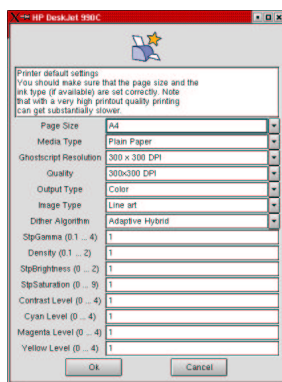 HP DeskJet 990C
Printer default settings
You should make sure that the page size and the
ink type (if available) are set correctly. Note
that with a very high printout quality printing
can get substantially slower.
Page Size A4
Media Type Plain Paper
Ghostscript Resolution 300 x 300 DPI
Quality 300x300 DPI
Output Type Color
Image Type Line art
Dither Algorithm Adaptive Hybrid
StpGamma (0.1 ... 4) 1
Density (0.1 ... 2) 1
StpBrightness (0 ... 2) 1
StpSaturation (0 ... 9) 1
Contrast Level (0 ... 4) 1
Cyan Level (0 ... 4) 1
Magenta Level (0 ... 4) 1
Yellow Level (0 ... 4) 1
Ok Cancel